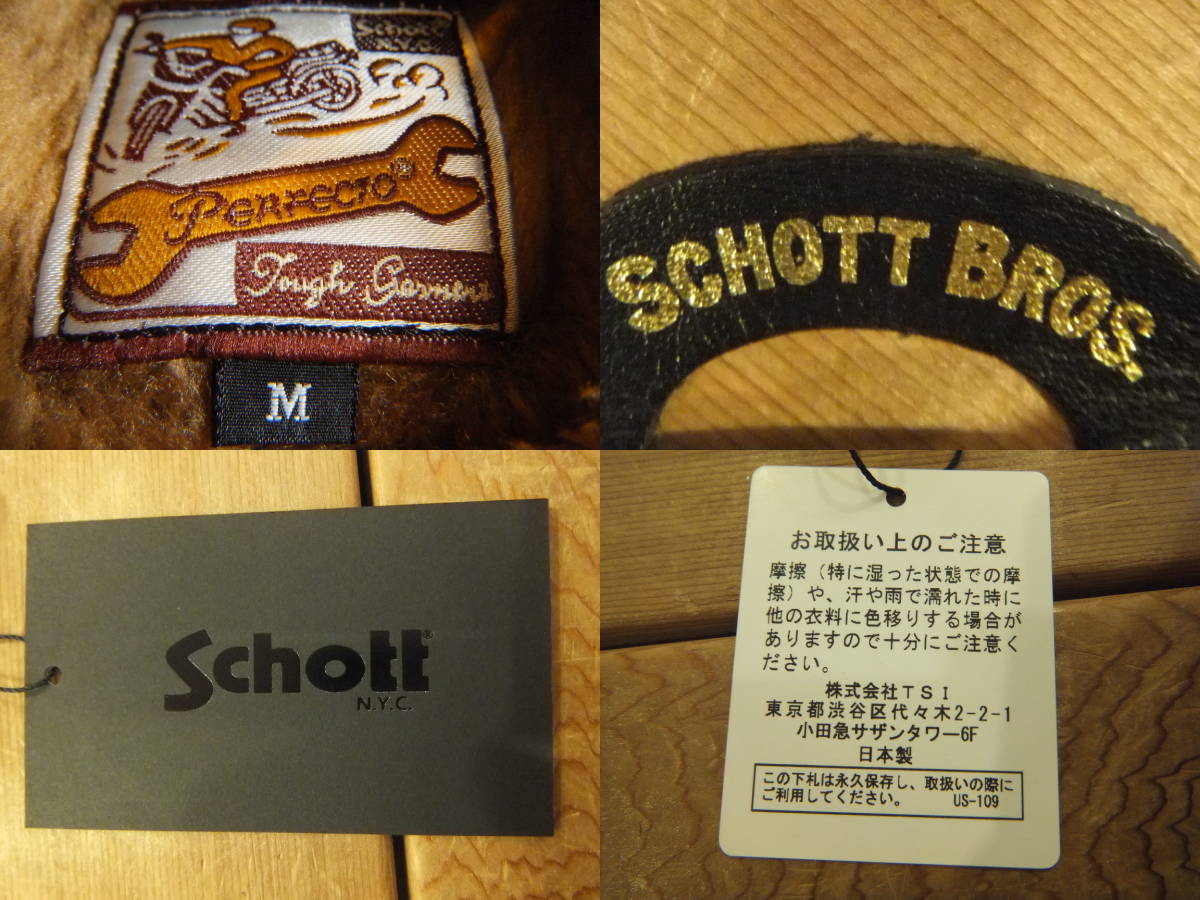 Schott
N.Y.C.
Perfecto®
Tough Garment
M
SCHOTT BROS.
Schott®
N.Y.C.
お取扱い上のご注意
摩擦（特に湿った状態での摩
擦）や、汗や雨で濡れた時に
他の衣料に色移りする場合が
ありますので十分にご注意く
ださい。
株式会社ＴＳＩ
東京都渋谷区代々木2-2-1
小田急サザンタワー6F
日本製
この下札は永久保存し、取扱いの際に
ご利用してください。 US-109